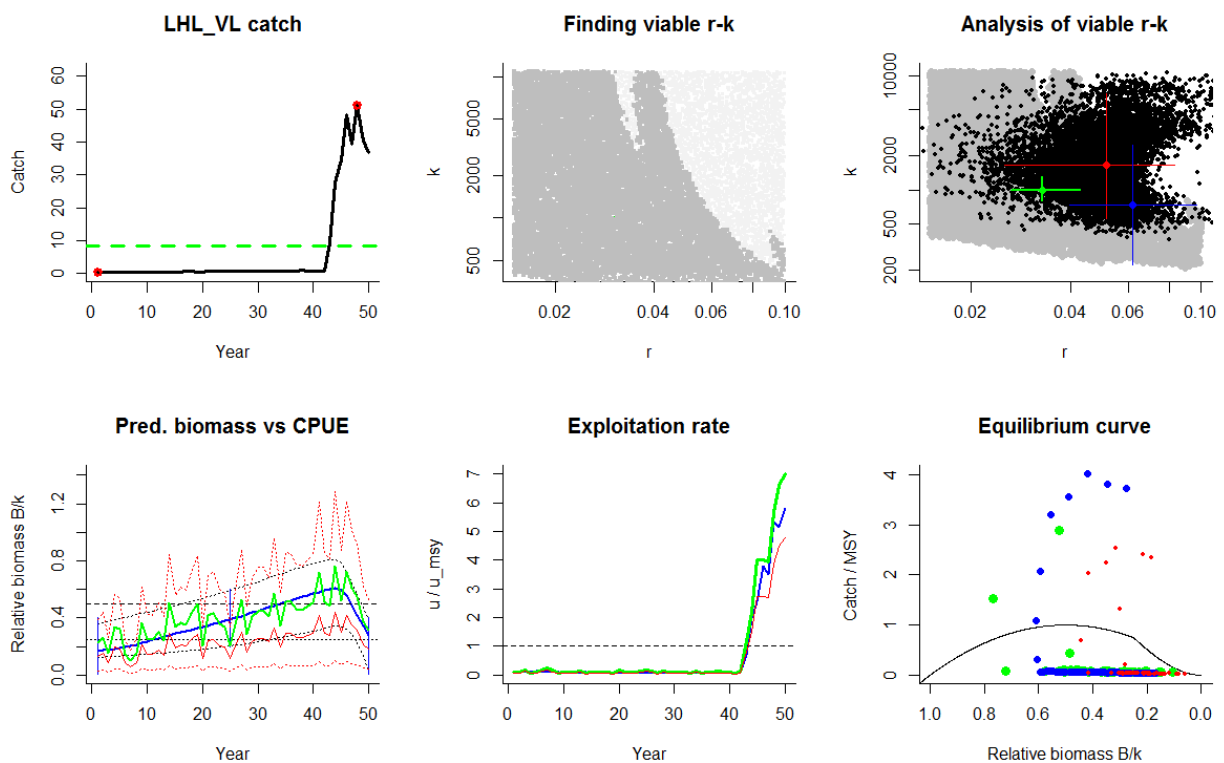 LHL_VL catch
Finding viable r-k
Analysis of viable r-k
Catch
0 10 20 30 40 50 60
0 10 20 30 40 50
Year
k
500 2000 5000
0.02 0.04 0.06 0.10
r
k
200 500 2000 10000
0.02 0.04 0.06 0.10
r
Pred. biomass vs CPUE
Exploitation rate
Equilibrium curve
Relative biomass B/k
0.0 0.4 0.8 1.2
0 10 20 30 40 50
Year
u / u_msy
0 1 2 3 4 5 6 7
0 10 20 30 40 50
Year
Catch / MSY
0 1 2 3 4
1.0 0.8 0.6 0.4 0.2 0.0
Relative biomass B/k